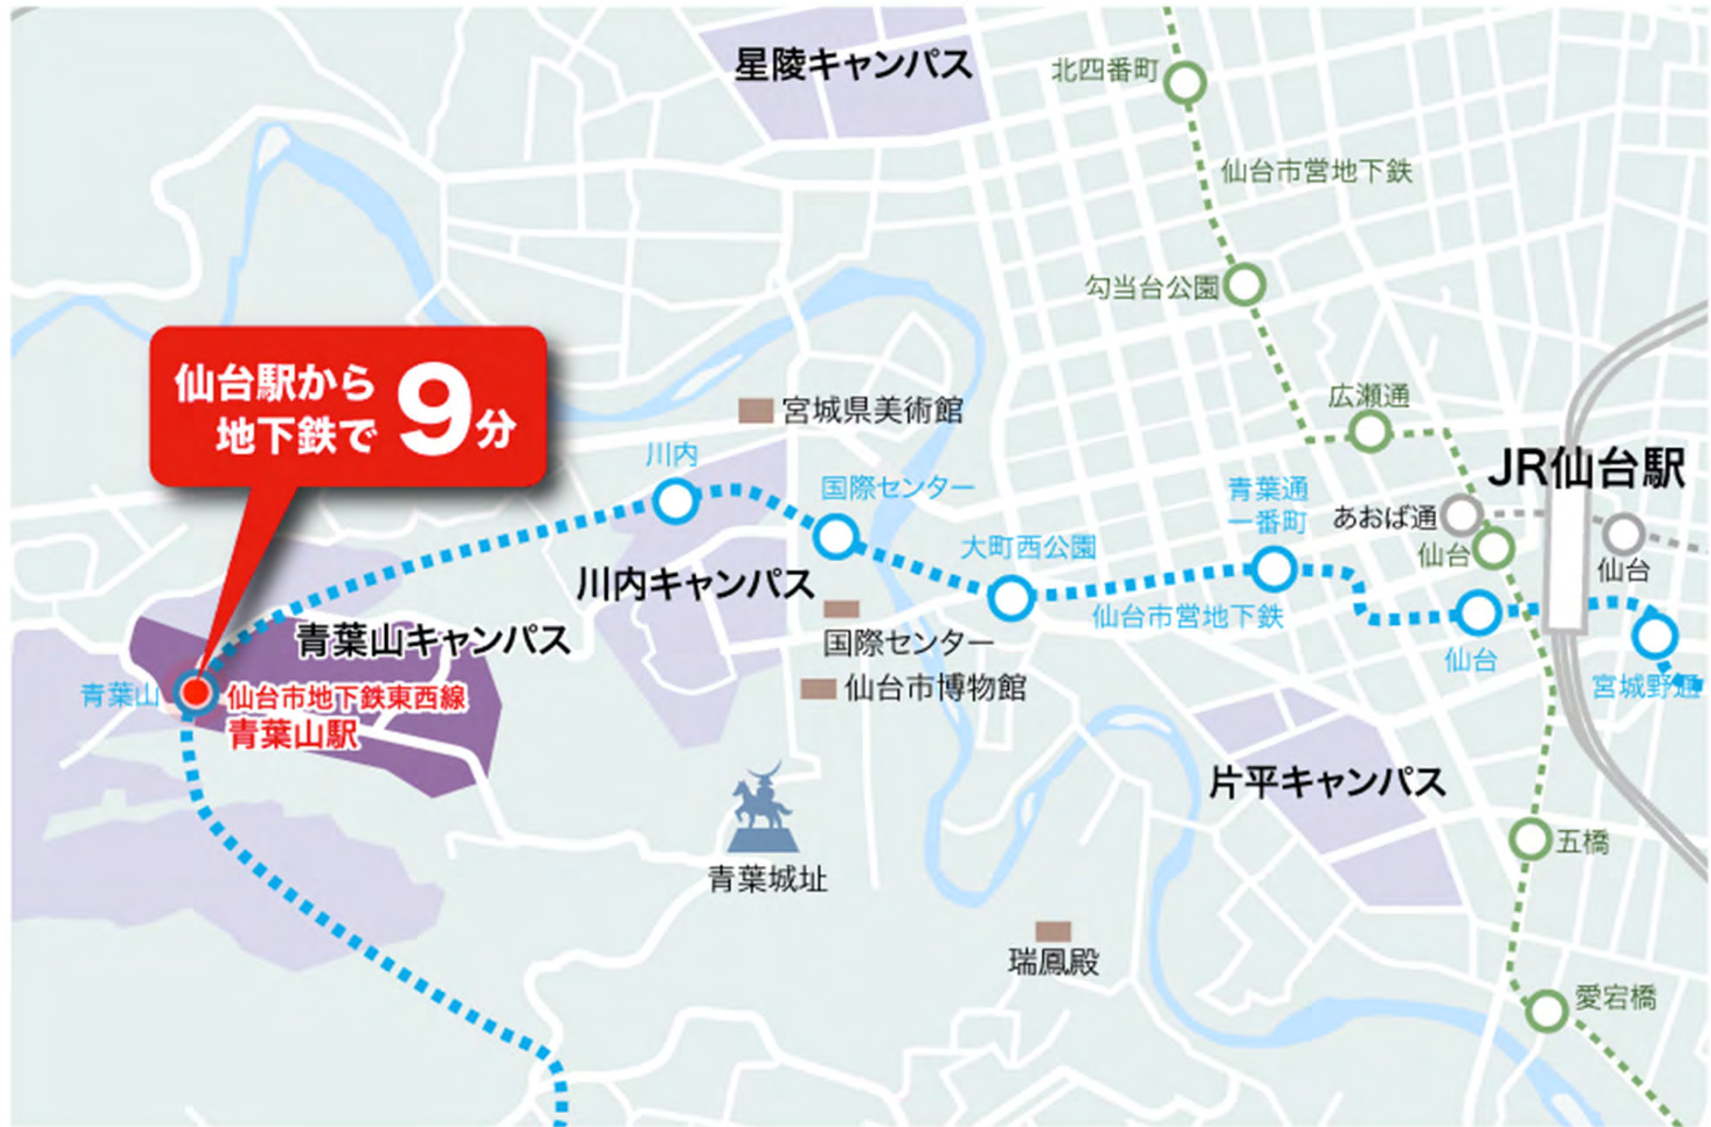 星陵キャンパス
北四番町
仙台市営地下鉄
勾当台公園
仙台駅から
地下鉄で
9分
宮城県美術館
広瀬通
川内
国際センター
青葉通
一番町
JR仙台駅
あおば通
仙台
仙台
大町西公園
川内キャンパス
仙台市営地下鉄
国際センター
青葉山キャンパス
仙台
仙台市博物館
宮城野通
青葉山
仙台市地下鉄東西線
青葉山駅
片平キャンパス
五橋
青葉城址
瑞鳳殿
愛宕橋